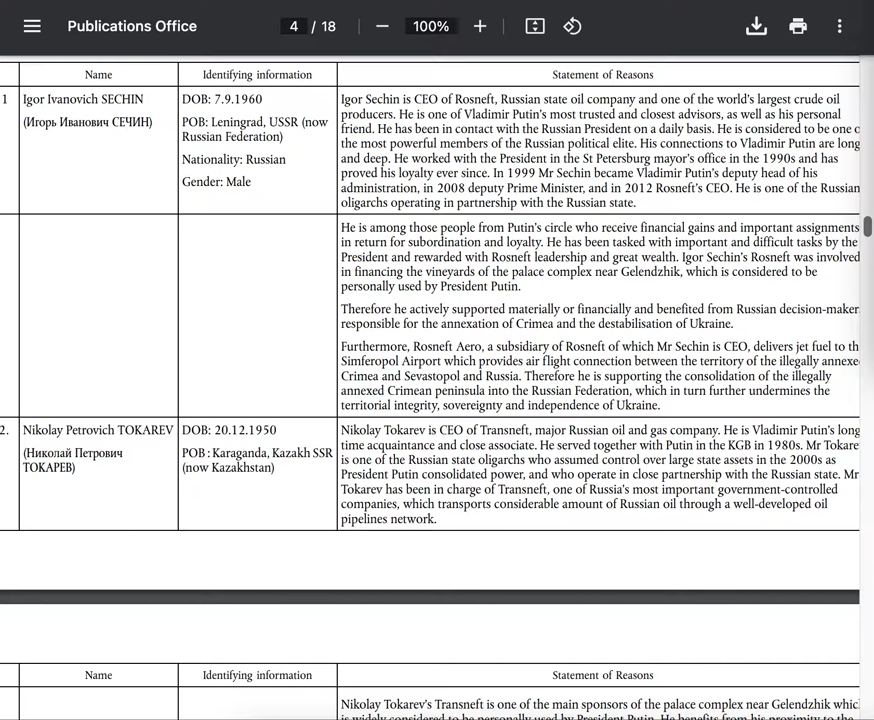 Publications Office
4 / 18
100%
Name
Identifying information
Statement of Reasons
1
Igor Ivanovich SECHIN
(Игорь Иванович СЕЧИН)
DOB: 7.9.1960
POB: Leningrad, USSR (now
Russian Federation)
Nationality: Russian
Gender: Male
Igor Sechin is CEO of Rosneft, Russian state oil company and one of the world's largest crude oil
producers. He is one of Vladimir Putin's most trusted and closest advisors, as well as his personal
friend. He has been in contact with the Russian President on a daily basis. He is considered to be one o
the most powerful members of the Russian political elite. His connections to Vladimir Putin are long
and deep. He worked with the President in the St Petersburg mayor's office in the 1990s and has
proved his loyalty ever since. In 1999 Mr Sechin became Vladimir Putin's deputy head of his
administration, in 2008 deputy Prime Minister, and in 2012 Rosneft's CEO. He is one of the Russian
oligarchs operating in partnership with the Russian state.
He is among those people from Putin's circle who receive financial gains and important assignments
in return for subordination and loyalty. He has been tasked with important and difficult tasks by the
President and rewarded with Rosneft leadership and great wealth. Igor Sechin's Rosneft was involved
in financing the vineyards of the palace complex near Gelendzhik, which is considered to be
personally used by President Putin.
Therefore he actively supported materially or financially and benefited from Russian decision-maker
responsible for the annexation of Crimea and the destabilisation of Ukraine.
Furthermore, Rosneft Aero, a subsidiary of Rosneft of which Mr Sechin is CEO, delivers jet fuel to th
Simferopol Airport which provides air flight connection between the territory of the illegally annexe
Crimea and Sevastopol and Russia. Therefore he is supporting the consolidation of the illegally
annexed Crimean peninsula into the Russian Federation, which in turn further undermines the
territorial integrity, sovereignty and independence of Ukraine.
2.
Nikolay Petrovich TOKAREV
(Николай Петрович
ТОКАРЕВ)
DOB: 20.12.1950
POB : Karaganda, Kazakh SSR
(now Kazakhstan)
Nikolay Tokarev is CEO of Transneft, major Russian oil and gas company. He is Vladimir Putin's long
time acquaintance and close associate. He served together with Putin in the KGB in 1980s. Mr Tokare
is one of the Russian state oligarchs who assumed control over large state assets in the 2000s as
President Putin consolidated power, and who operate in close partnership with the Russian state. Mr
Tokarev has been in charge of Transneft, one of Russia's most important government-controlled
companies, which transports considerable amount of Russian oil through a well-developed oil
pipelines network.
Name
Identifying information
Statement of Reasons
Nikolay Tokarev's Transneft is one of the main sponsors of the palace complex near Gelendzhik whic
is widely considered to be personally used by President Putin. He benefits from his proximity to the